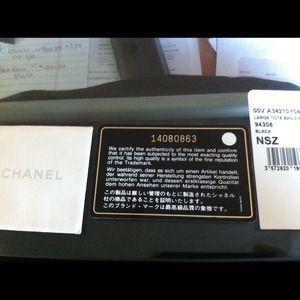 CHANEL
14080863
We certify the authenticity of this item and confirm
that it has been subjected to the most exacting quality
control. Its high quality is a symbol of the fine reputation
of the Trademark.
Wir bestätigen, dass es sich um einen Artikel handelt,
der während seiner Herstellung strengsten Kontrollen
unterworfen war, und dessen erstklassige Qualität
dem hohen Ansehen unserer Marke entspricht.
この製品は厳しい管理のもとに製造されたシャネル
社の商品であることを証明いたします。
このブランド・マークは最高級品質の象徴です。
00V A34210
LARGE TOTE BAG
94305
BLACK
NSZ